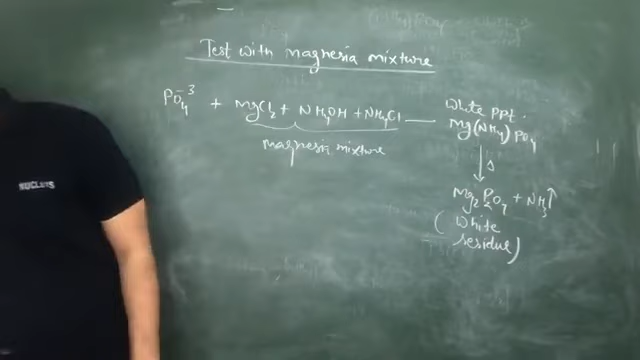 Test with magnesia mixture
PO₄⁻³ + MgCl₂ + NH₄OH + NH₄Cl
magnesia mixture
White PPt.
Mg(NH₄)PO₄
Δ
Mg₂P₂O₇ + NH₃↑
(White
residue)
NUCLEUS